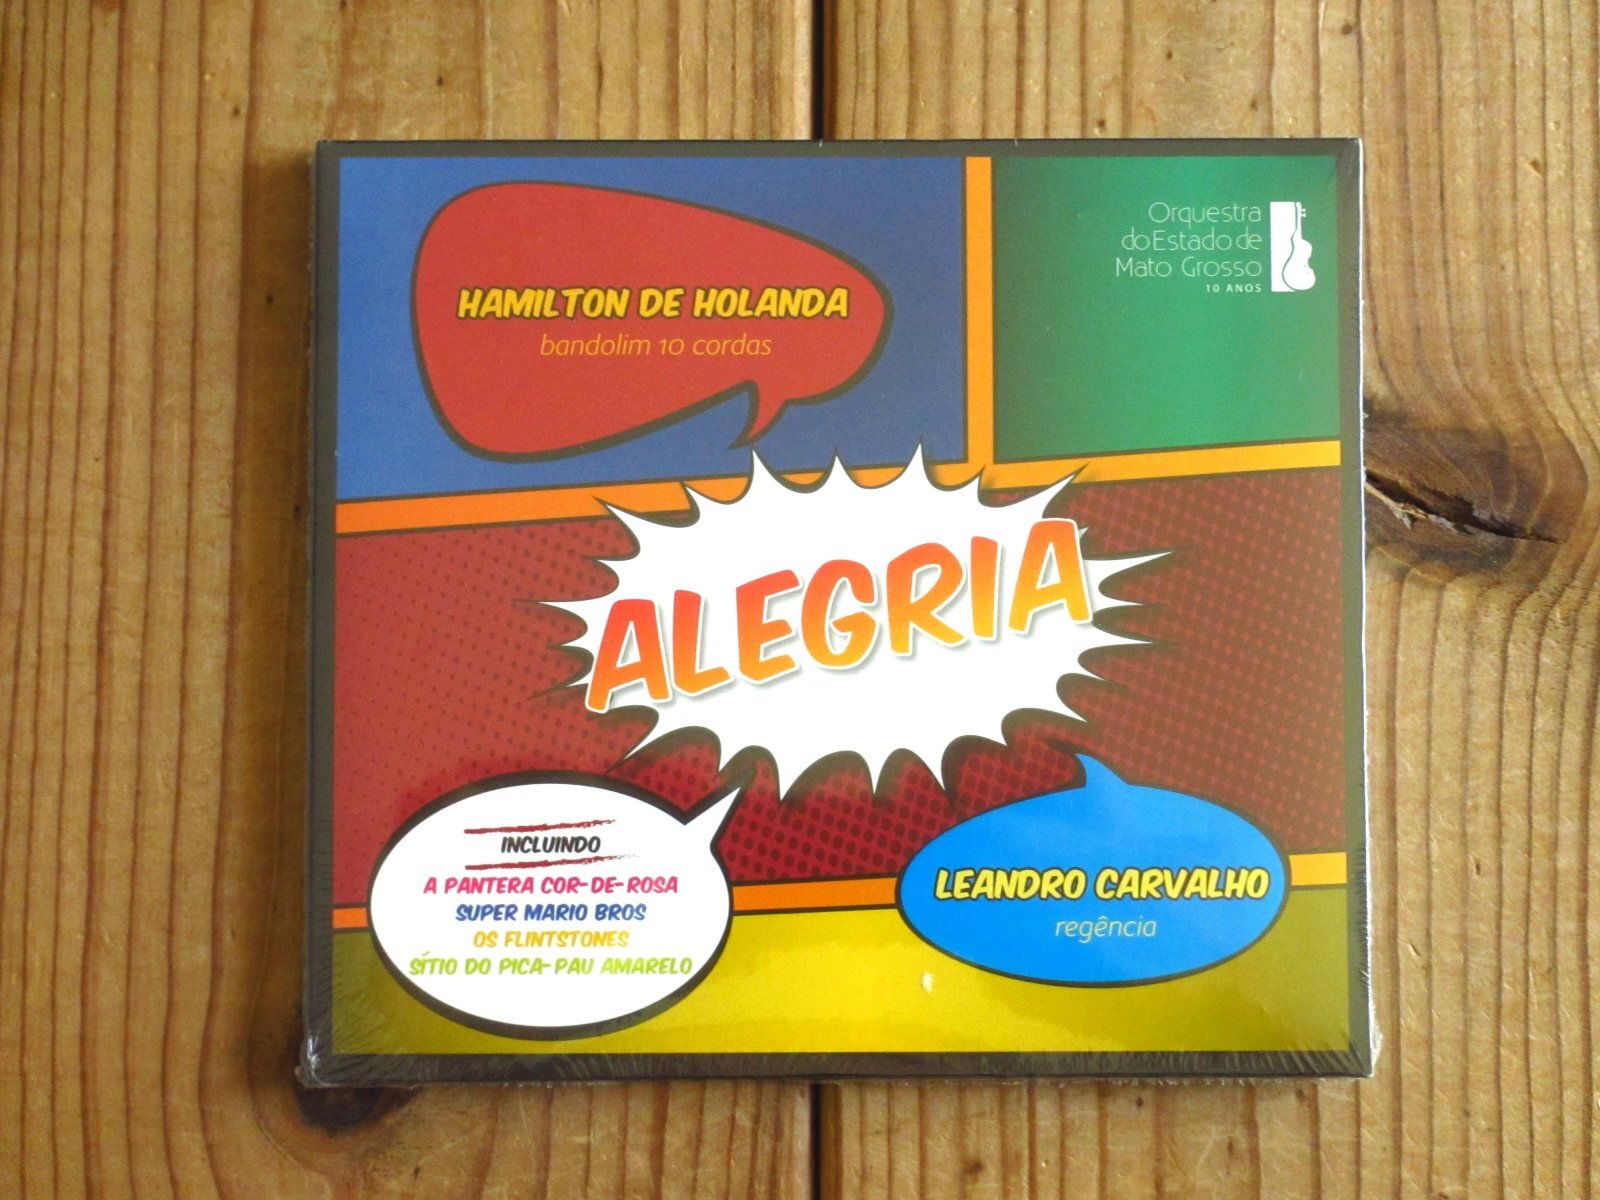 HAMILTON DE HOLANDA
bandolim 10 cordas
Orquestra
do Estado de
Mato Grosso
10 ANOS
ALEGRIA
INCLUINDO
A PANTERA COR-DE-ROSA
SUPER MARIO BROS
OS FLINTSTONES
SÍTIO DO PICA-PAU AMARELO
LEANDRO CARVALHO
regência